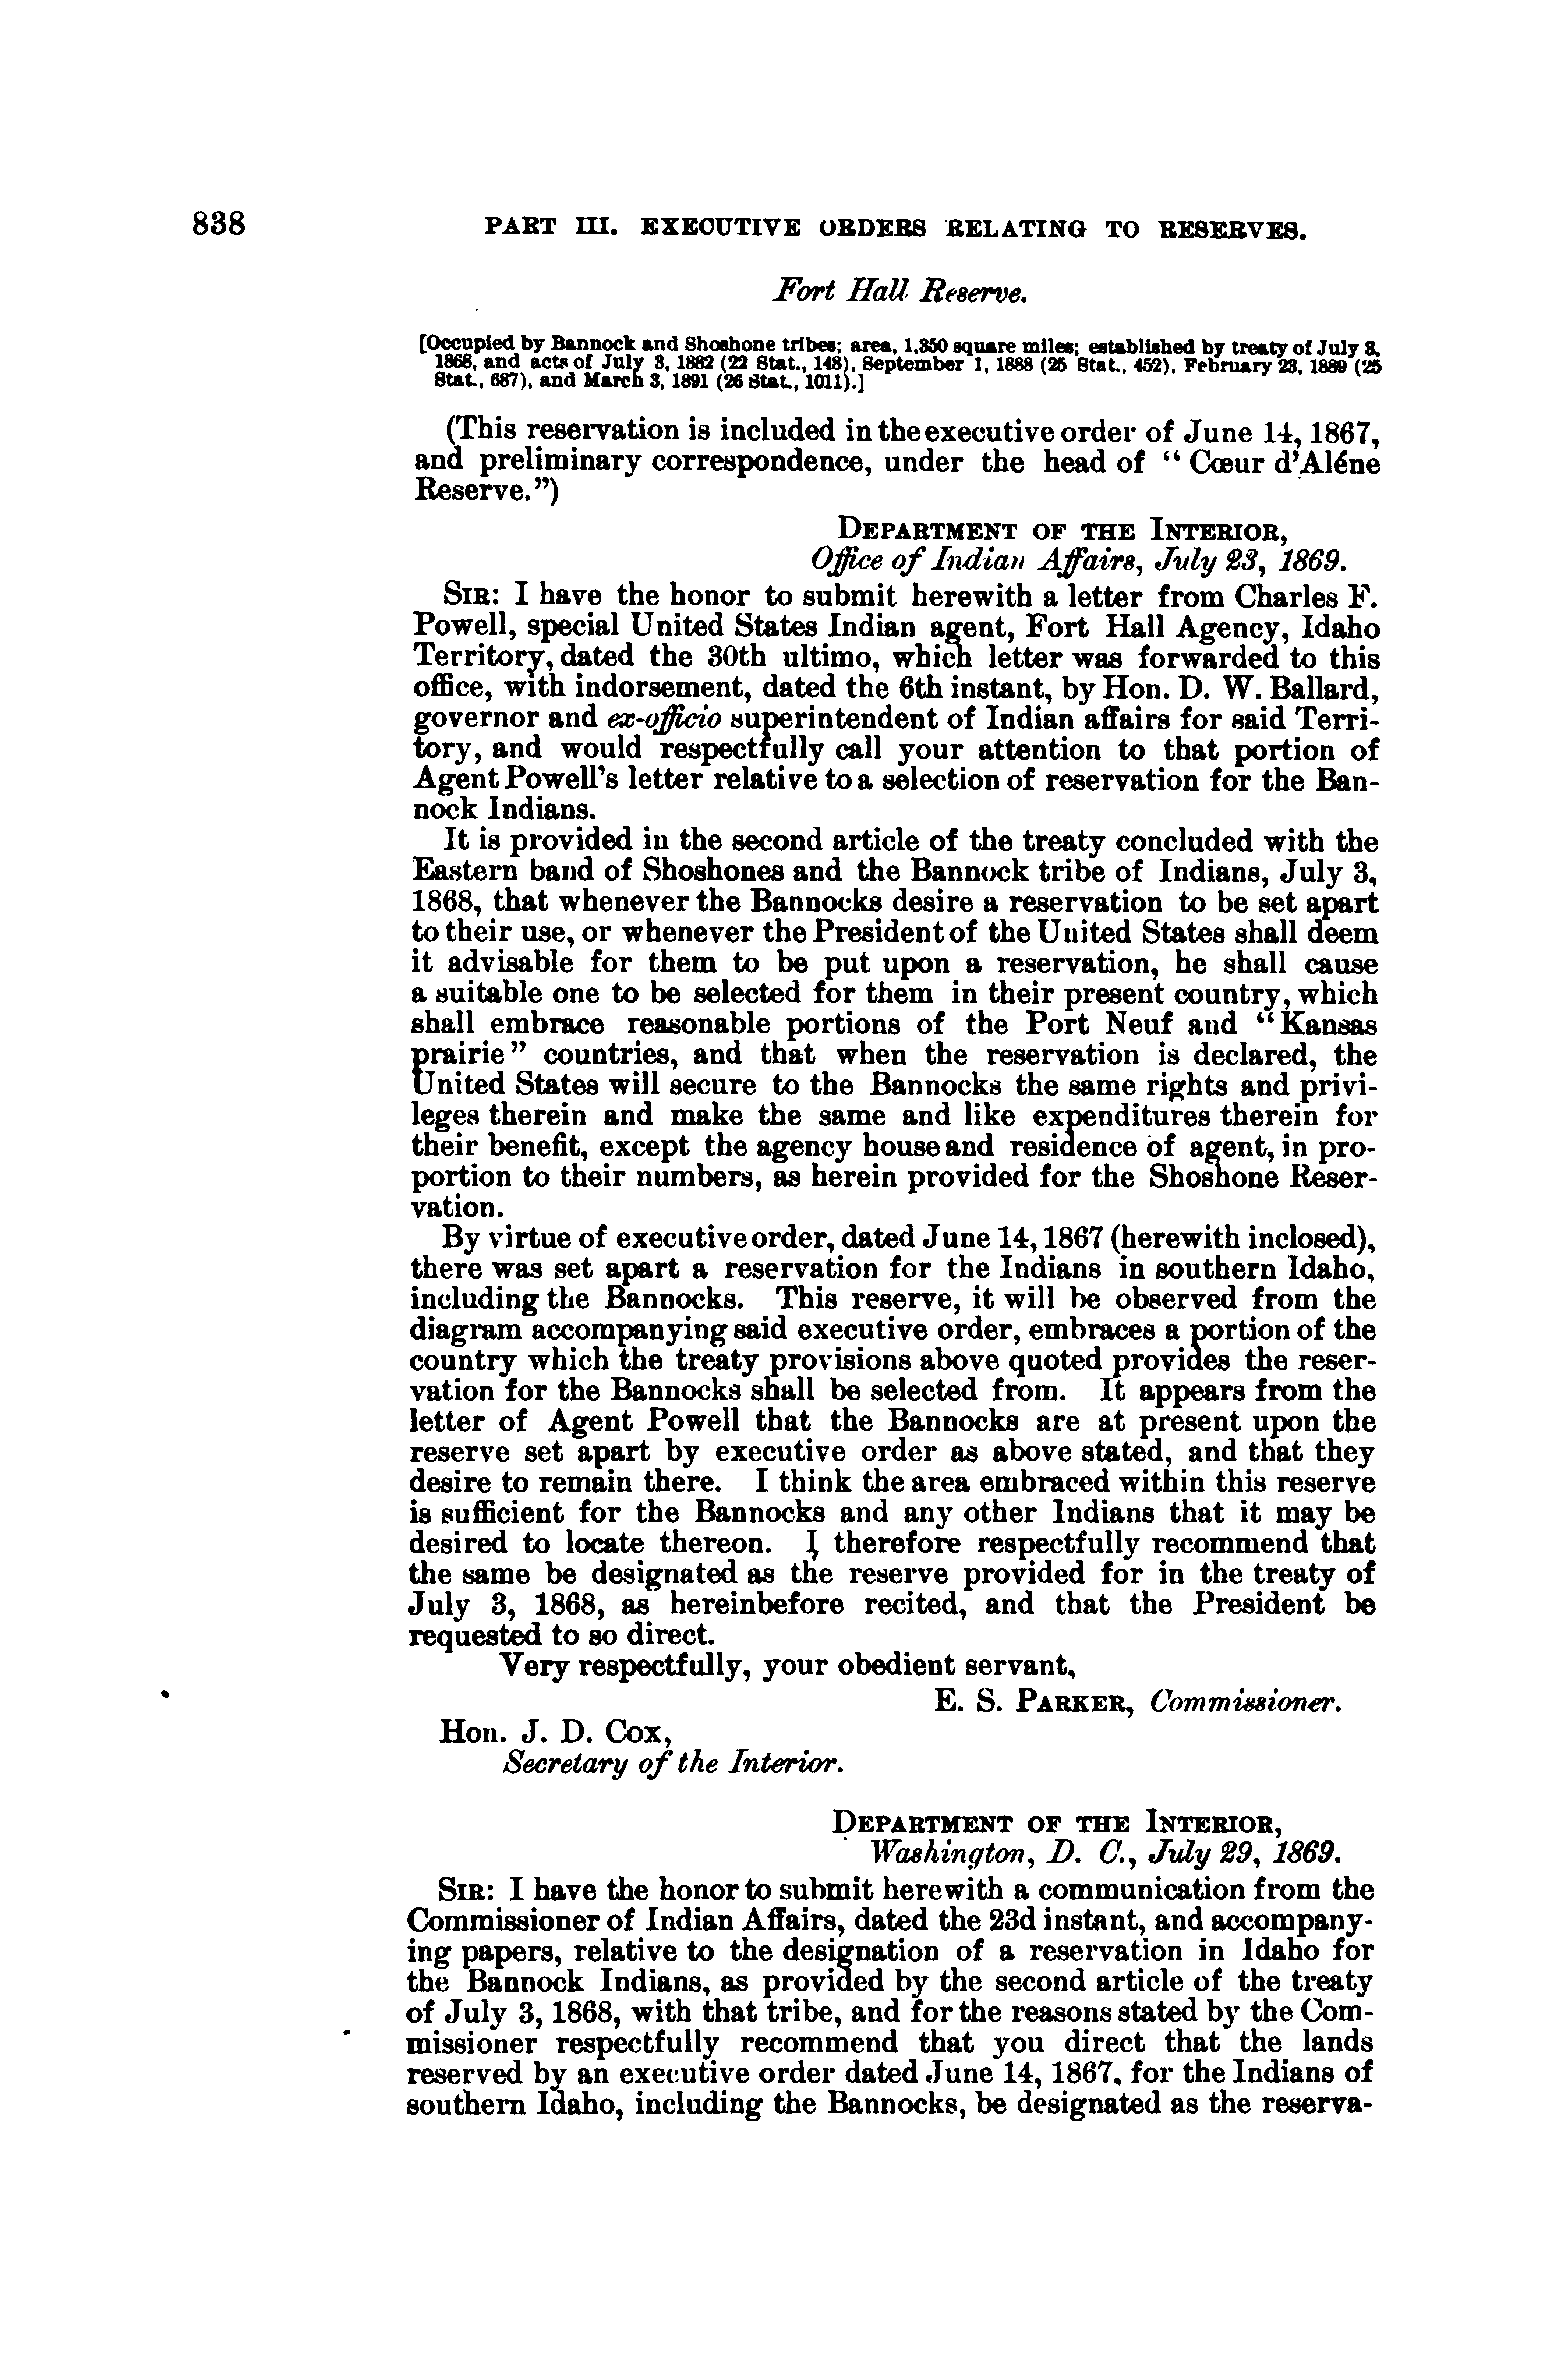 838 PART III. EXECUTIVE ORDERS RELATING TO RESERVES.
Fort Hall Reserve.
[Occupied by Bannock and Shoshone tribes; area, 1,350 square miles; established by treaty of July 3,
1868, and acts of July 3, 1882 (22 Stat., 148), September 1, 1888 (25 Stat., 452), February 23, 1889 (25
Stat., 687), and March 3, 1891 (26 Stat., 1011).]
(This reservation is included in the executive order of June 14, 1867,
and preliminary correspondence, under the head of “ Cœur d’Aléne
Reserve.”)
DEPARTMENT OF THE INTERIOR,
Office of Indian Affairs, July 23, 1869.
SIR: I have the honor to submit herewith a letter from Charles F.
Powell, special United States Indian agent, Fort Hall Agency, Idaho
Territory, dated the 30th ultimo, which letter was forwarded to this
office, with indorsement, dated the 6th instant, by Hon. D. W. Ballard,
governor and ex-officio superintendent of Indian affairs for said Terri-
tory, and would respectfully call your attention to that portion of
Agent Powell’s letter relative to a selection of reservation for the Ban-
nock Indians.
It is provided in the second article of the treaty concluded with the
Eastern band of Shoshones and the Bannock tribe of Indians, July 3,
1868, that whenever the Bannocks desire a reservation to be set apart
to their use, or whenever the President of the United States shall deem
it advisable for them to be put upon a reservation, he shall cause
a suitable one to be selected for them in their present country, which
shall embrace reasonable portions of the Port Neuf and “Kansas
prairie” countries, and that when the reservation is declared, the
United States will secure to the Bannocks the same rights and privi-
leges therein and make the same and like expenditures therein for
their benefit, except the agency house and residence of agent, in pro-
portion to their numbers, as herein provided for the Shoshone Reser-
vation.
By virtue of executive order, dated June 14, 1867 (herewith inclosed),
there was set apart a reservation for the Indians in southern Idaho,
including the Bannocks. This reserve, it will be observed from the
diagram accompanying said executive order, embraces a portion of the
country which the treaty provisions above quoted provides the reser-
vation for the Bannocks shall be selected from. It appears from the
letter of Agent Powell that the Bannocks are at present upon the
reserve set apart by executive order as above stated, and that they
desire to remain there. I think the area embraced within this reserve
is sufficient for the Bannocks and any other Indians that it may be
desired to locate thereon. I, therefore respectfully recommend that
the same be designated as the reserve provided for in the treaty of
July 3, 1868, as hereinbefore recited, and that the President be
requested to so direct.
Very respectfully, your obedient servant,
E. S. PARKER, Commissioner.
Hon. J. D. Cox,
Secretary of the Interior.
DEPARTMENT OF THE INTERIOR,
Washington, D. C., July 29, 1869.
SIR: I have the honor to submit herewith a communication from the
Commissioner of Indian Affairs, dated the 23d instant, and accompany-
ing papers, relative to the designation of a reservation in Idaho for
the Bannock Indians, as provided by the second article of the treaty
of July 3, 1868, with that tribe, and for the reasons stated by the Com-
missioner respectfully recommend that you direct that the lands
reserved by an executive order dated June 14, 1867, for the Indians of
southern Idaho, including the Bannocks, be designated as the reserva-